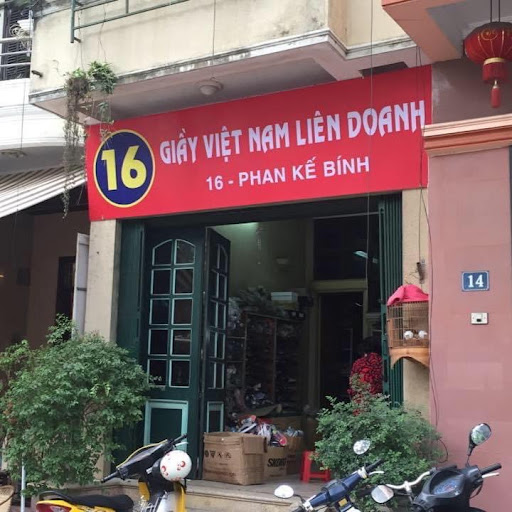 16
GIẦY VIỆT NAM LIÊN DOANH
16 - PHAN KẾ BÍNH
14